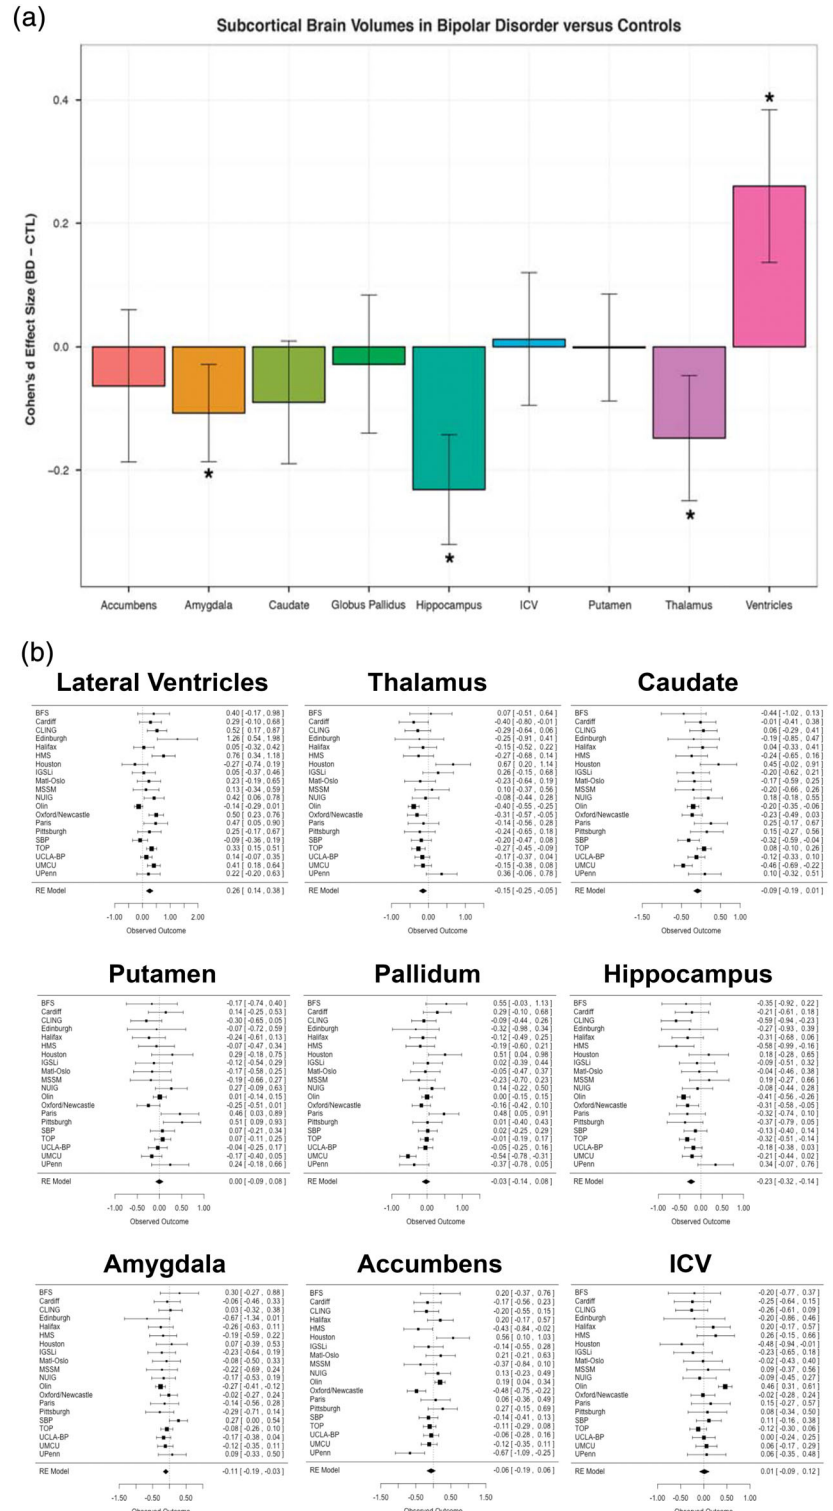 (a)
Subcortical Brain Volumes in Bipolar Disorder versus Controls
Cohen's d Effect Size (BD – CTL)
0.4
0.2
0.0
−0.2
*
*
*
*
Accumbens Amygdala Caudate Globus Pallidus Hippocampus ICV Putamen Thalamus Ventricles
(b)
Lateral Ventricles
BFS 0.40 [ -0.17 , 0.98 ]
Cardiff 0.29 [ -0.10 , 0.68 ]
CLING 0.52 [ 0.17 , 0.87 ]
Edinburgh 1.26 [ 0.54 , 1.98 ]
Halifax 0.05 [ -0.32 , 0.42 ]
HMS 0.76 [ 0.34 , 1.18 ]
Houston -0.27 [ -0.74 , 0.19 ]
IGSLi 0.05 [ -0.37 , 0.46 ]
Matl-Oslo 0.23 [ -0.19 , 0.65 ]
MSSM 0.13 [ -0.34 , 0.59 ]
NUIG 0.42 [ 0.06 , 0.78 ]
Olin -0.14 [ -0.29 , 0.01 ]
Oxford/Newcastle 0.50 [ 0.23 , 0.76 ]
Paris 0.47 [ 0.05 , 0.90 ]
Pittsburgh 0.25 [ -0.17 , 0.67 ]
SBP -0.09 [ -0.36 , 0.19 ]
TOP 0.33 [ 0.15 , 0.51 ]
UCLA-BP 0.14 [ -0.07 , 0.35 ]
UMCU 0.41 [ 0.18 , 0.64 ]
UPenn 0.22 [ -0.20 , 0.63 ]
RE Model 0.26 [ 0.14 , 0.38 ]
-1.00 0.00 1.00 2.00
Observed Outcome
Thalamus
BFS 0.07 [ -0.51 , 0.64 ]
Cardiff -0.40 [ -0.80 , -0.01 ]
CLING -0.29 [ -0.64 , 0.06 ]
Edinburgh -0.25 [ -0.91 , 0.41 ]
Halifax -0.15 [ -0.52 , 0.22 ]
HMS -0.27 [ -0.68 , 0.14 ]
Houston 0.67 [ 0.20 , 1.14 ]
IGSLi 0.26 [ -0.15 , 0.68 ]
Matl-Oslo -0.23 [ -0.64 , 0.19 ]
MSSM 0.10 [ -0.37 , 0.56 ]
NUIG -0.08 [ -0.44 , 0.28 ]
Olin -0.40 [ -0.55 , -0.25 ]
Oxford/Newcastle -0.31 [ -0.57 , -0.05 ]
Paris -0.14 [ -0.56 , 0.28 ]
Pittsburgh -0.24 [ -0.65 , 0.18 ]
SBP -0.20 [ -0.47 , 0.08 ]
TOP -0.27 [ -0.45 , -0.09 ]
UCLA-BP -0.17 [ -0.37 , 0.04 ]
UMCU -0.15 [ -0.38 , 0.08 ]
UPenn 0.36 [ -0.06 , 0.78 ]
RE Model -0.15 [ -0.25 , -0.05 ]
-1.00 0.00 1.00
Observed Outcome
Caudate
BFS -0.44 [ -1.02 , 0.13 ]
Cardiff -0.01 [ -0.41 , 0.38 ]
CLING 0.06 [ -0.29 , 0.41 ]
Edinburgh -0.19 [ -0.85 , 0.47 ]
Halifax 0.04 [ -0.33 , 0.41 ]
HMS -0.24 [ -0.65 , 0.16 ]
Houston 0.45 [ -0.02 , 0.91 ]
IGSLi -0.20 [ -0.62 , 0.21 ]
Matl-Oslo -0.17 [ -0.59 , 0.25 ]
MSSM -0.20 [ -0.66 , 0.26 ]
NUIG 0.18 [ -0.18 , 0.55 ]
Olin -0.20 [ -0.35 , -0.06 ]
Oxford/Newcastle -0.23 [ -0.49 , 0.03 ]
Paris 0.25 [ -0.17 , 0.67 ]
Pittsburgh 0.15 [ -0.27 , 0.56 ]
SBP -0.32 [ -0.59 , -0.04 ]
TOP 0.08 [ -0.10 , 0.26 ]
UCLA-BP -0.12 [ -0.33 , 0.10 ]
UMCU -0.46 [ -0.69 , -0.22 ]
UPenn 0.10 [ -0.32 , 0.51 ]
RE Model -0.09 [ -0.19 , 0.01 ]
-1.50 -0.50 0.50 1.00
Observed Outcome
Putamen
BFS -0.17 [ -0.74 , 0.40 ]
Cardiff 0.14 [ -0.25 , 0.53 ]
CLING -0.30 [ -0.65 , 0.05 ]
Edinburgh -0.07 [ -0.72 , 0.59 ]
Halifax -0.24 [ -0.61 , 0.13 ]
HMS -0.07 [ -0.47 , 0.34 ]
Houston 0.29 [ -0.18 , 0.75 ]
IGSLi -0.12 [ -0.54 , 0.29 ]
Matl-Oslo -0.17 [ -0.58 , 0.25 ]
MSSM -0.19 [ -0.66 , 0.27 ]
NUIG 0.27 [ -0.09 , 0.63 ]
Olin 0.01 [ -0.14 , 0.15 ]
Oxford/Newcastle -0.25 [ -0.51 , 0.01 ]
Paris 0.46 [ 0.03 , 0.89 ]
Pittsburgh 0.51 [ 0.09 , 0.93 ]
SBP 0.07 [ -0.21 , 0.34 ]
TOP 0.07 [ -0.11 , 0.25 ]
UCLA-BP -0.04 [ -0.25 , 0.17 ]
UMCU -0.17 [ -0.40 , 0.05 ]
UPenn 0.24 [ -0.18 , 0.66 ]
RE Model 0.00 [ -0.09 , 0.08 ]
-1.00 -0.50 0.00 0.50 1.00
Observed Outcome
Pallidum
BFS 0.55 [ -0.03 , 1.13 ]
Cardiff 0.29 [ -0.10 , 0.68 ]
CLING -0.09 [ -0.44 , 0.26 ]
Edinburgh -0.32 [ -0.98 , 0.34 ]
Halifax -0.12 [ -0.49 , 0.25 ]
HMS -0.19 [ -0.60 , 0.21 ]
Houston 0.51 [ 0.04 , 0.98 ]
IGSLi 0.02 [ -0.39 , 0.44 ]
Matl-Oslo -0.05 [ -0.47 , 0.37 ]
MSSM -0.23 [ -0.70 , 0.23 ]
NUIG 0.14 [ -0.22 , 0.50 ]
Olin 0.00 [ -0.15 , 0.15 ]
Oxford/Newcastle -0.16 [ -0.42 , 0.10 ]
Paris 0.48 [ 0.05 , 0.91 ]
Pittsburgh 0.01 [ -0.40 , 0.43 ]
SBP 0.02 [ -0.25 , 0.29 ]
TOP -0.01 [ -0.19 , 0.17 ]
UCLA-BP -0.05 [ -0.25 , 0.16 ]
UMCU -0.54 [ -0.78 , -0.31 ]
UPenn -0.37 [ -0.78 , 0.05 ]
RE Model -0.03 [ -0.14 , 0.08 ]
-1.00 0.00 1.00
Observed Outcome
Hippocampus
BFS -0.35 [ -0.92 , 0.22 ]
Cardiff -0.21 [ -0.61 , 0.18 ]
CLING -0.59 [ -0.94 , -0.23 ]
Edinburgh -0.27 [ -0.93 , 0.39 ]
Halifax -0.31 [ -0.68 , 0.06 ]
HMS -0.58 [ -0.99 , -0.16 ]
Houston 0.18 [ -0.28 , 0.65 ]
IGSLi -0.09 [ -0.51 , 0.32 ]
Matl-Oslo -0.04 [ -0.46 , 0.38 ]
MSSM 0.19 [ -0.27 , 0.66 ]
NUIG -0.08 [ -0.44 , 0.28 ]
Olin -0.41 [ -0.56 , -0.26 ]
Oxford/Newcastle -0.31 [ -0.58 , -0.05 ]
Paris -0.32 [ -0.74 , 0.10 ]
Pittsburgh -0.37 [ -0.79 , 0.05 ]
SBP -0.13 [ -0.40 , 0.14 ]
TOP -0.32 [ -0.51 , -0.14 ]
UCLA-BP -0.18 [ -0.38 , 0.03 ]
UMCU -0.21 [ -0.44 , 0.02 ]
UPenn 0.34 [ -0.07 , 0.76 ]
RE Model -0.23 [ -0.32 , -0.14 ]
-1.00 -0.50 0.00 0.50 1.00
Observed Outcome
Amygdala
BFS 0.30 [ -0.27 , 0.88 ]
Cardiff -0.06 [ -0.46 , 0.33 ]
CLING 0.03 [ -0.32 , 0.38 ]
Edinburgh -0.67 [ -1.34 , 0.01 ]
Halifax -0.26 [ -0.63 , 0.11 ]
HMS -0.19 [ -0.59 , 0.22 ]
Houston 0.07 [ -0.39 , 0.53 ]
IGSLi -0.23 [ -0.64 , 0.19 ]
Matl-Oslo -0.08 [ -0.50 , 0.33 ]
MSSM -0.22 [ -0.69 , 0.24 ]
NUIG -0.17 [ -0.53 , 0.19 ]
Olin -0.27 [ -0.41 , -0.12 ]
Oxford/Newcastle -0.02 [ -0.27 , 0.24 ]
Paris -0.14 [ -0.56 , 0.28 ]
Pittsburgh -0.29 [ -0.71 , 0.14 ]
SBP 0.27 [ 0.00 , 0.54 ]
TOP -0.08 [ -0.26 , 0.10 ]
UCLA-BP -0.17 [ -0.38 , 0.04 ]
UMCU -0.12 [ -0.35 , 0.11 ]
UPenn 0.09 [ -0.33 , 0.50 ]
RE Model -0.11 [ -0.19 , -0.03 ]
-1.50 -0.50 0.50
Observed Outcome
Accumbens
BFS 0.20 [ -0.37 , 0.76 ]
Cardiff -0.17 [ -0.56 , 0.23 ]
CLING -0.20 [ -0.55 , 0.15 ]
Halifax 0.20 [ -0.17 , 0.57 ]
HMS -0.43 [ -0.84 , -0.02 ]
Houston 0.56 [ 0.10 , 1.03 ]
IGSLi -0.14 [ -0.55 , 0.28 ]
Matl-Oslo 0.21 [ -0.21 , 0.63 ]
MSSM -0.37 [ -0.84 , 0.10 ]
NUIG 0.13 [ -0.23 , 0.49 ]
Olin 0.19 [ 0.04 , 0.34 ]
Oxford/Newcastle -0.48 [ -0.75 , -0.22 ]
Paris 0.06 [ -0.36 , 0.49 ]
Pittsburgh 0.27 [ -0.15 , 0.69 ]
SBP -0.14 [ -0.41 , 0.13 ]
TOP -0.11 [ -0.29 , 0.08 ]
UCLA-BP -0.06 [ -0.28 , 0.16 ]
UMCU -0.12 [ -0.35 , 0.11 ]
UPenn -0.67 [ -1.09 , -0.25 ]
RE Model -0.06 [ -0.19 , 0.06 ]
-1.50 -0.50 0.50 1.50
Observed Outcome
ICV
BFS -0.20 [ -0.77 , 0.37 ]
Cardiff -0.25 [ -0.64 , 0.15 ]
CLING -0.26 [ -0.61 , 0.09 ]
Edinburgh -0.20 [ -0.86 , 0.46 ]
Halifax 0.20 [ -0.17 , 0.57 ]
HMS 0.26 [ -0.15 , 0.66 ]
Houston -0.48 [ -0.94 , -0.01 ]
IGSLi -0.23 [ -0.65 , 0.18 ]
Matl-Oslo -0.02 [ -0.43 , 0.40 ]
MSSM 0.09 [ -0.37 , 0.56 ]
NUIG -0.09 [ -0.45 , 0.27 ]
Olin 0.46 [ 0.31 , 0.61 ]
Oxford/Newcastle -0.02 [ -0.28 , 0.24 ]
Paris 0.15 [ -0.27 , 0.57 ]
Pittsburgh 0.08 [ -0.34 , 0.50 ]
SBP 0.11 [ -0.16 , 0.38 ]
TOP -0.12 [ -0.30 , 0.06 ]
UCLA-BP 0.00 [ -0.24 , 0.25 ]
UMCU 0.06 [ -0.17 , 0.29 ]
UPenn 0.06 [ -0.35 , 0.48 ]
RE Model 0.01 [ -0.09 , 0.12 ]
-1.00 0.00 0.50 1.00
Observed Outcome